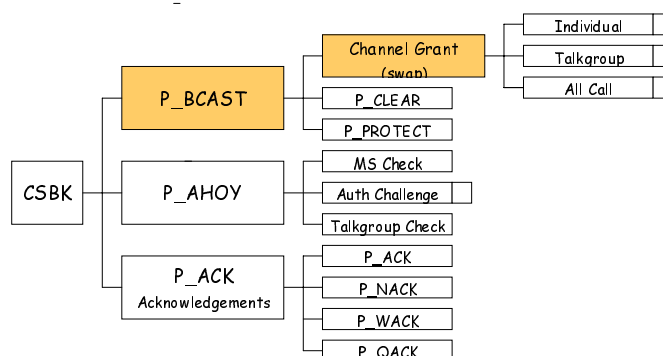 Individual
Channel Grant
(swap)
Talkgroup
All Call
P_BCAST
P_CLEAR
P_PROTECT
MS Check
CSBK
P_AHOY
Auth Challenge
Talkgroup Check
P_ACK
Acknowledgements
P_ACK
P_NACK
P_WACK
P_QACK